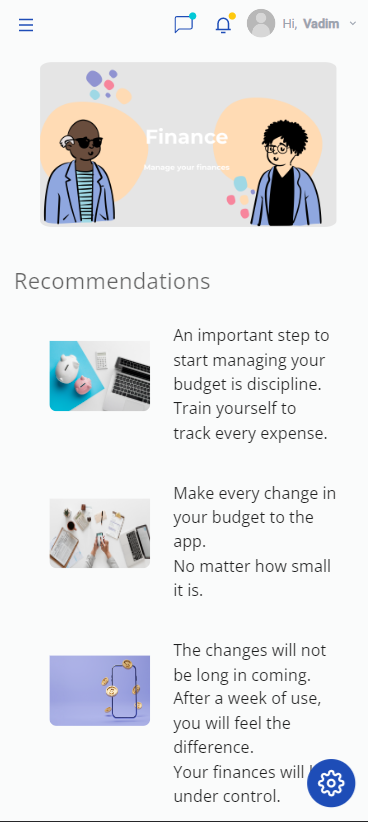 Hi, Vadim
Finance
Manage your finances
Recommendations
An important step to
start managing your
budget is discipline.
Train yourself to
track every expense.
Make every change in
your budget to the
app.
No matter how small
it is.
The changes will not
be long in coming.
After a week of use,
you will feel the
difference.
Your finances will
under control.